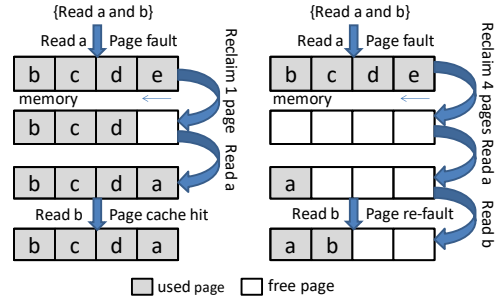 {Read a and b}
Read a Page fault
b c d e
memory
Reclaim 1 page
b c d
Read a
b c d a
Read b Page cache hit
b c d a
{Read a and b}
Read a Page fault
b c d e
memory
Reclaim 4 pages
Read a
a
Read b Page re-fault
Read b
a b
used page free page